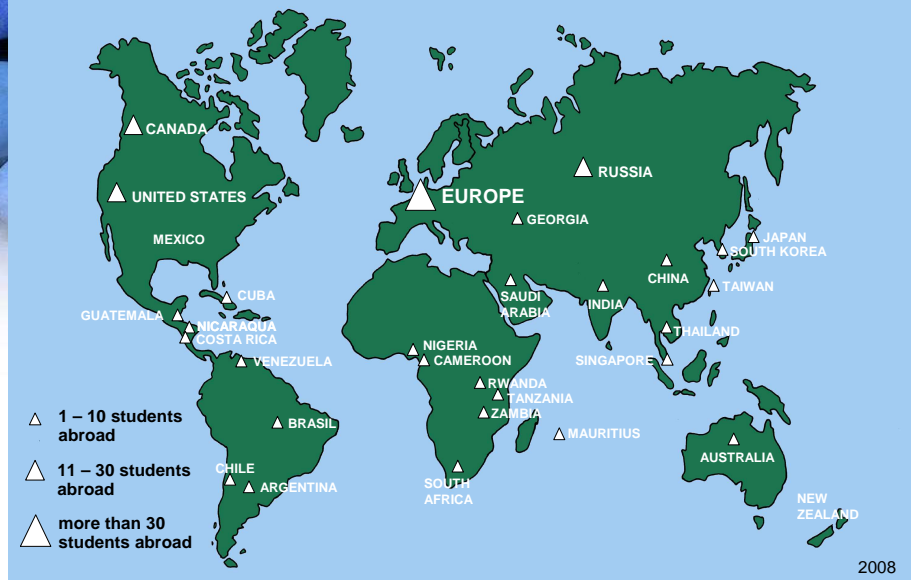 CANADA
RUSSIA
UNITED STATES
EUROPE
GEORGIA
MEXICO
JAPAN
SOUTH KOREA
CHINA
TAIWAN
CUBA
SAUDI
ARABIA
INDIA
GUATEMALA
NICARAQUA
COSTA RICA
THAILAND
NIGERIA
CAMEROON
SINGAPORE
VENEZUELA
RWANDA
TANZANIA
ZAMBIA
BRASIL
MAURITIUS
AUSTRALIA
CHILE
ARGENTINA
SOUTH
AFRICA
NEW
ZEALAND
1 – 10 students
abroad
11 – 30 students
abroad
more than 30
students abroad
2008